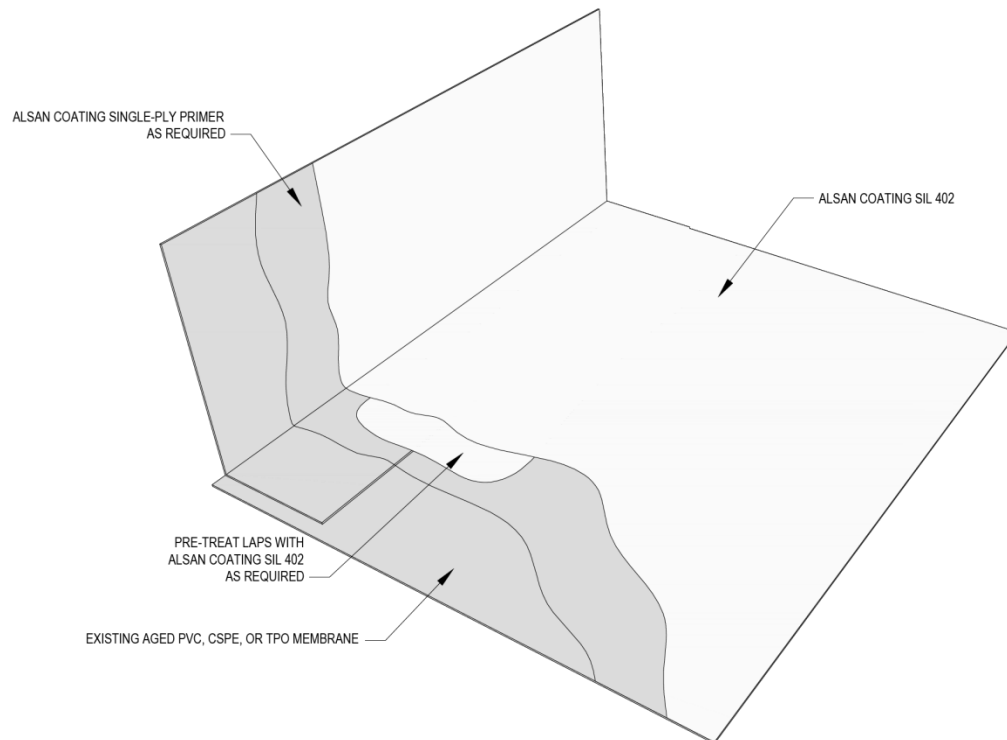 ALSAN COATING SINGLE-PLY PRIMER
AS REQUIRED
ALSAN COATING SIL 402
PRE-TREAT LAPS WITH
ALSAN COATING SIL 402
AS REQUIRED
EXISTING AGED PVC, CSPE, OR TPO MEMBRANE